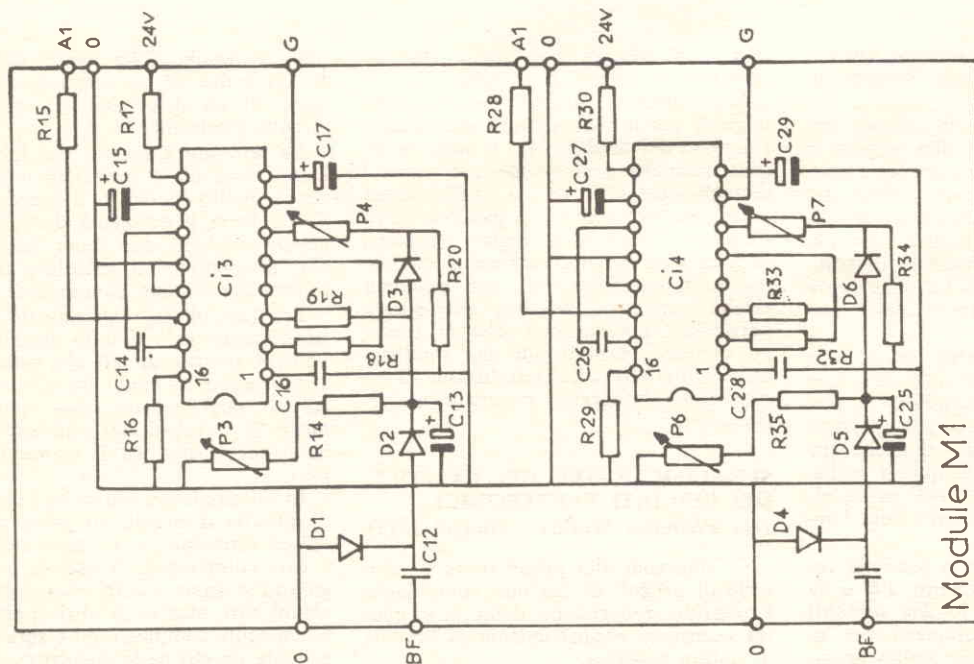 A1
0
24V
G
R15
R17
C15
+
C17
+
C14
Ci3
P4
R19
D3
R20
R18
16
1
C16
R16
P3
R14
D2
C13
+
D1
C12
0
BF
A1
0
24V
G
R28
R30
C27
+
C29
+
C26
Ci4
P7
R33
D6
R34
R32
16
1
C28
R29
P6
R35
D5
C25
+
D4
0
BF
Module M1